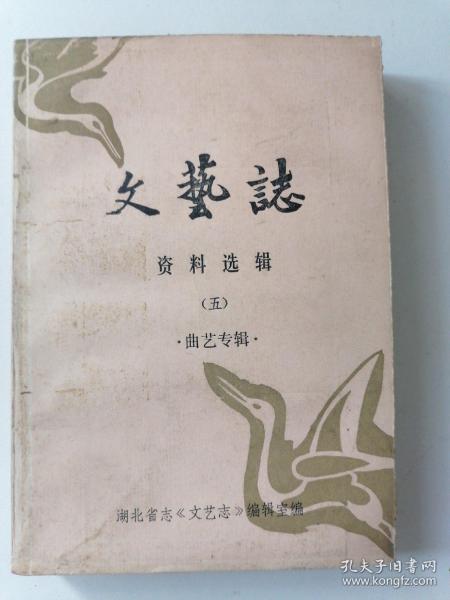 文藝誌
资料选辑
（五）
·曲艺专辑·
湖北省志《文艺志》编辑室编
孔夫子旧书网
www.kongfz.com